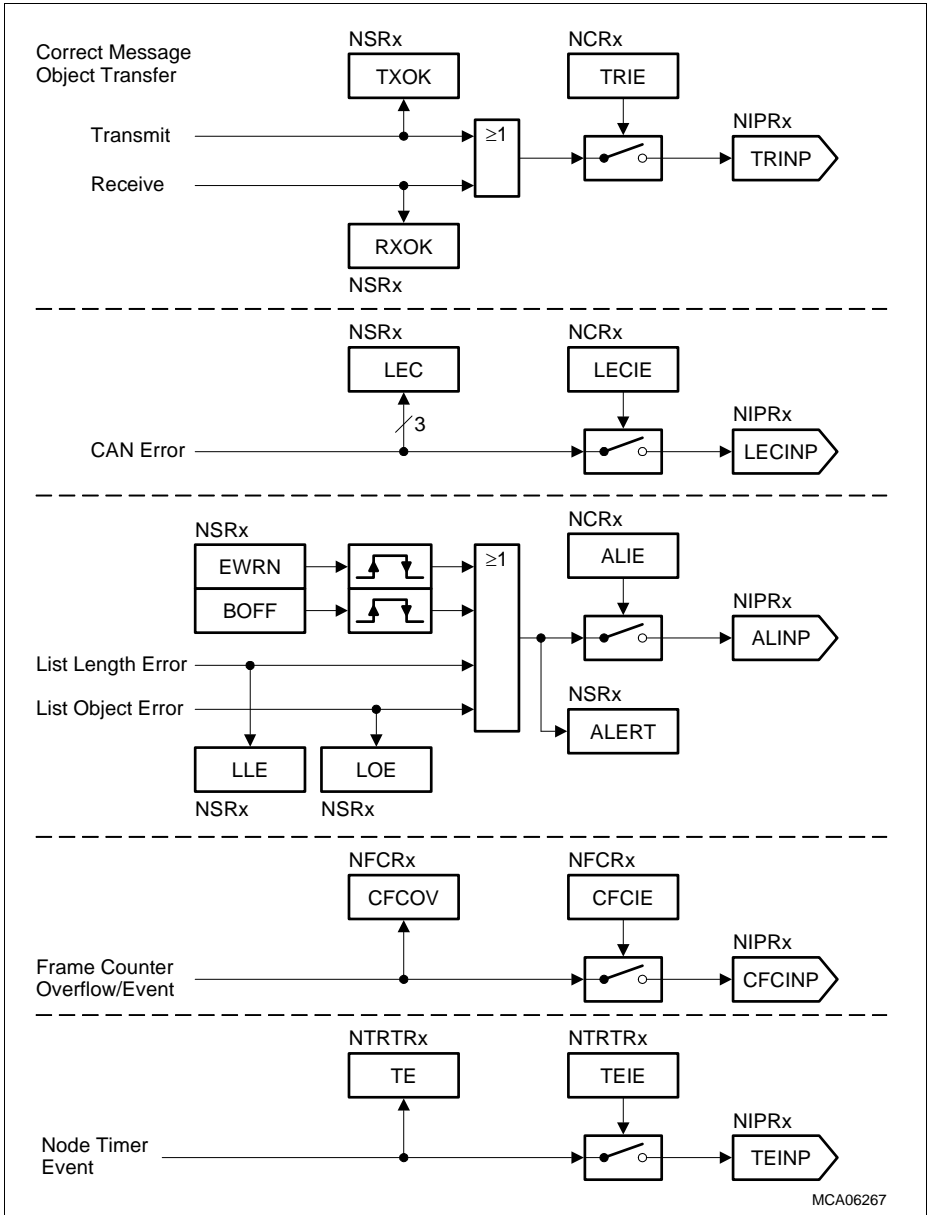 Correct Message
Object Transfer
NSRx
TXOK
NCRx
TRIE
Transmit
Receive
≥1
NIPRx
TRINP
RXOK
NSRx
NSRx
LEC
NCRx
LECIE
3
CAN Error
NIPRx
LECINP
NSRx
EWRN
BOFF
≥1
NCRx
ALIE
NIPRx
ALINP
List Length Error
List Object Error
NSRx
ALERT
LLE
LOE
NSRx
NSRx
NFCRx
CFCOV
NFCRx
CFCIE
Frame Counter
Overflow/Event
NIPRx
CFCINP
NTRTRx
TE
NTRTRx
TEIE
Node Timer
Event
NIPRx
TEINP
MCA06267